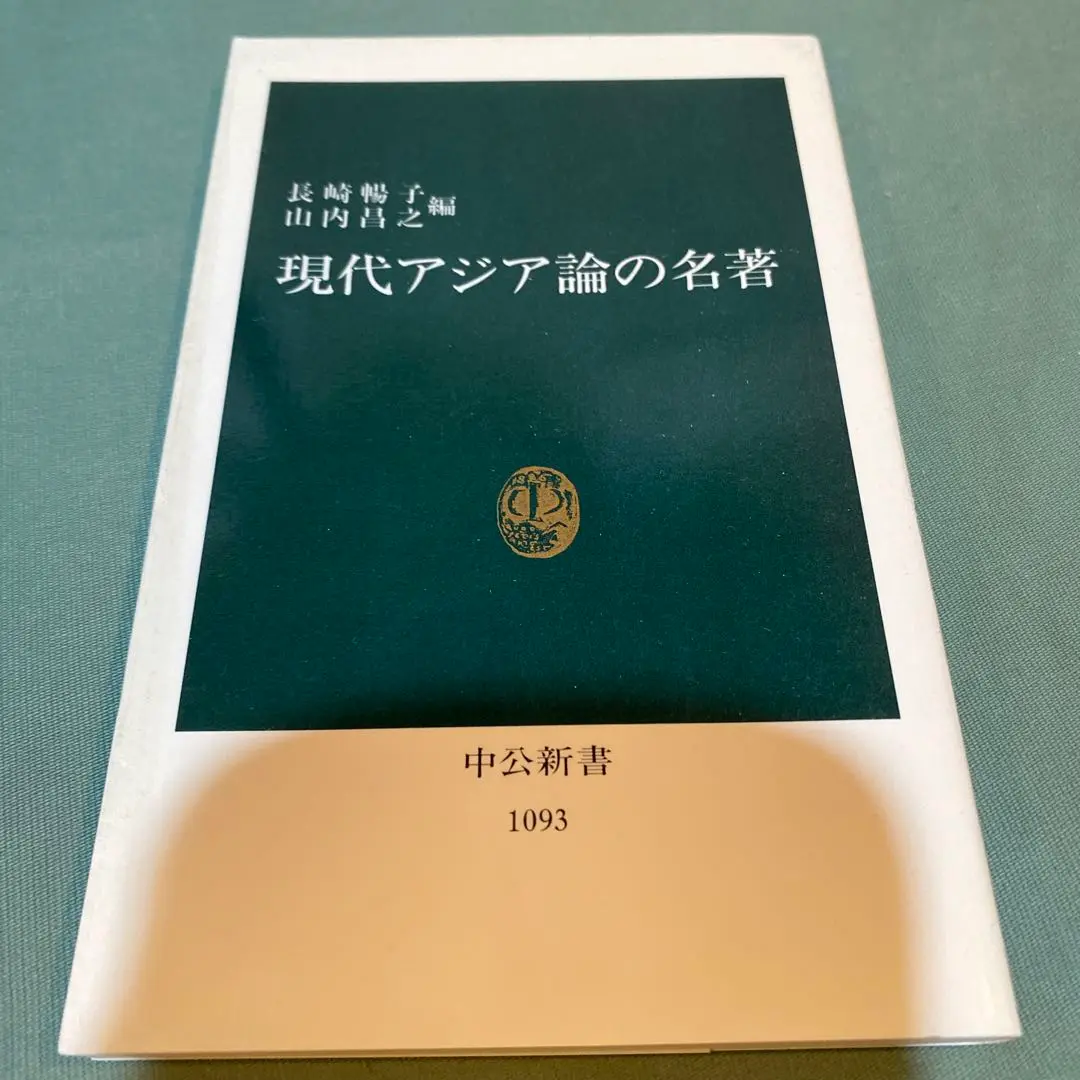 長崎暢子
山内昌之編
現代アジア論の名著
中公新書
1093